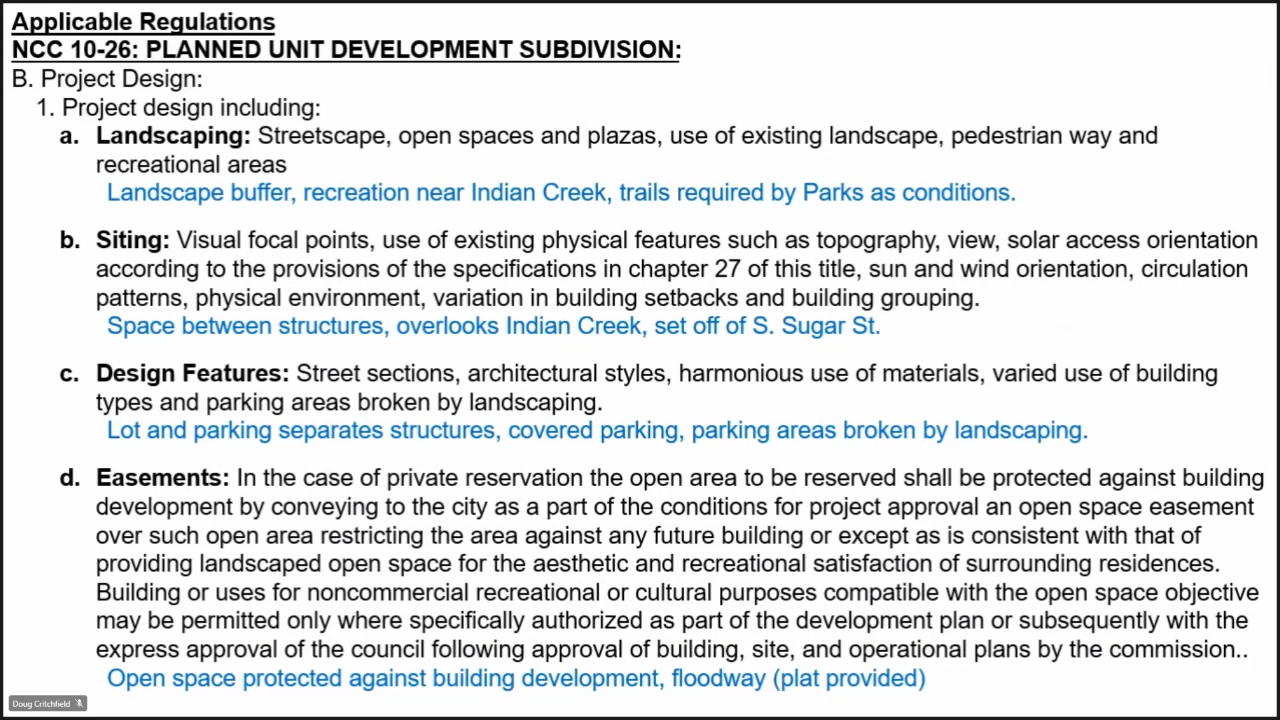 Applicable Regulations
NCC 10-26: PLANNED UNIT DEVELOPMENT SUBDIVISION:
B. Project Design:
1. Project design including:
a. Landscaping: Streetscape, open spaces and plazas, use of existing landscape, pedestrian way and
recreational areas
Landscape buffer, recreation near Indian Creek, trails required by Parks as conditions.
b. Siting: Visual focal points, use of existing physical features such as topography, view, solar access orientation
according to the provisions of the specifications in chapter 27 of this title, sun and wind orientation, circulation
patterns, physical environment, variation in building setbacks and building grouping.
Space between structures, overlooks Indian Creek, set off of S. Sugar St.
c. Design Features: Street sections, architectural styles, harmonious use of materials, varied use of building
types and parking areas broken by landscaping.
Lot and parking separates structures, covered parking, parking areas broken by landscaping.
d. Easements: In the case of private reservation the open area to be reserved shall be protected against building
development by conveying to the city as a part of the conditions for project approval an open space easement
over such open area restricting the area against any future building or except as is consistent with that of
providing landscaped open space for the aesthetic and recreational satisfaction of surrounding residences.
Building or uses for noncommercial recreational or cultural purposes compatible with the open space objective
may be permitted only where specifically authorized as part of the development plan or subsequently with the
express approval of the council following approval of building, site, and operational plans by the commission..
Open space protected against building development, floodway (plat provided)
Doug Critchfield